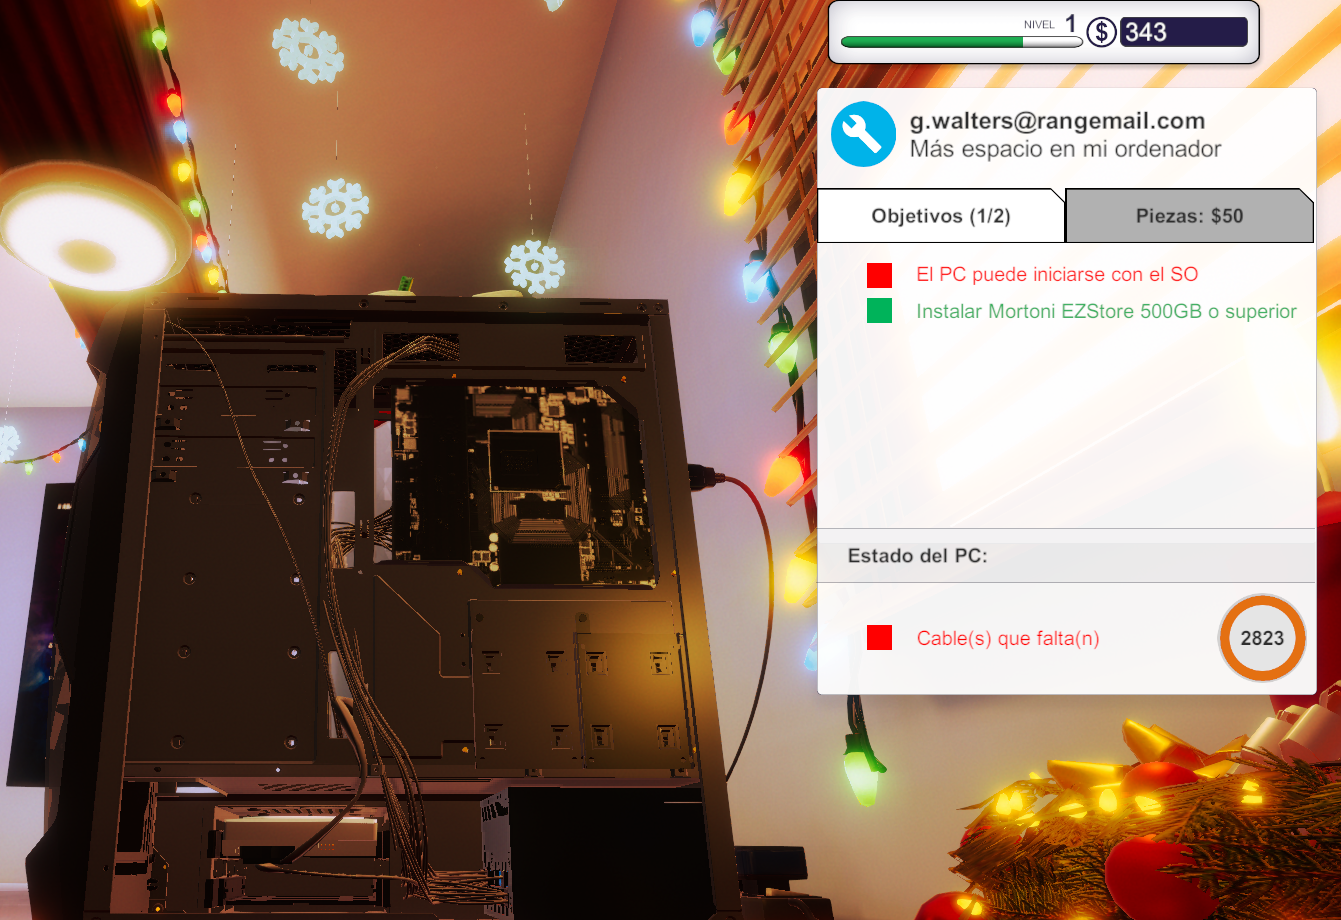 NIVEL 1 $ 343
g.walters@rangemail.com
Más espacio en mi ordenador
Objetivos (1/2)
Piezas: $50
El PC puede iniciarse con el SO
Instalar Mortoni EZStore 500GB o superior
Estado del PC:
Cable(s) que falta(n)
2823